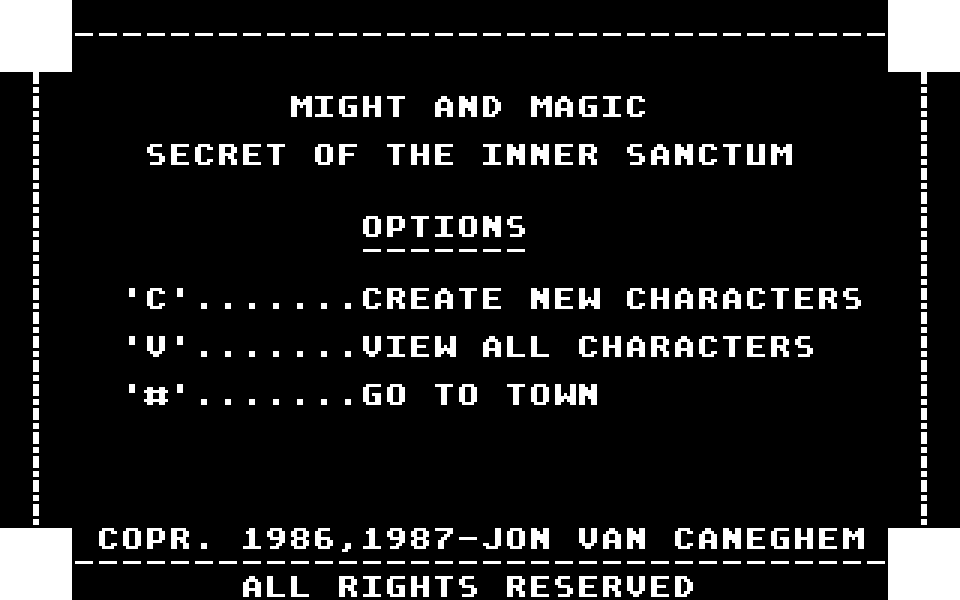 MIGHT AND MAGIC
SECRET OF THE INNER SANCTUM
OPTIONS
'C'.......CREATE NEW CHARACTERS
'V'.......VIEW ALL CHARACTERS
'#'.......GO TO TOWN
COPR. 1986,1987-JON VAN CANEGHEM
ALL RIGHTS RESERVED